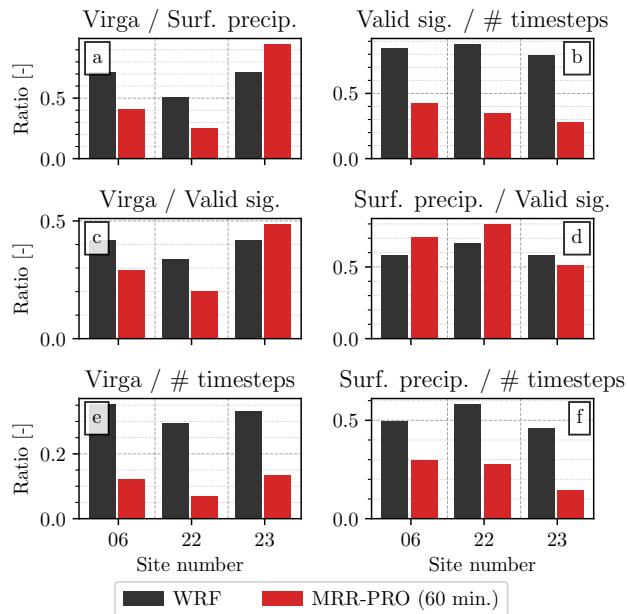 Virga / Surf. precip.
Valid sig. / # timesteps
a
b
Ratio [-]
0.5
0.0
0.5
0.0
Virga / Valid sig.
Surf. precip. / Valid sig.
c
d
Ratio [-]
0.5
0.0
0.5
0.0
Virga / # timesteps
Surf. precip. / # timesteps
e
f
Ratio [-]
0.2
0.0
0.5
0.0
06 22 23
06 22 23
Site number
Site number
WRF MRR-PRO (60 min.)